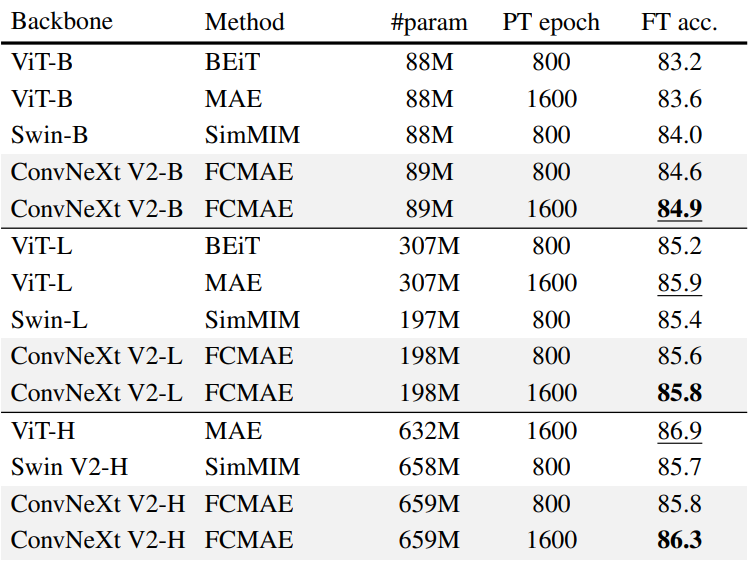 Backbone Method #param PT epoch FT acc.
ViT-B BEiT 88M 800 83.2
ViT-B MAE 88M 1600 83.6
Swin-B SimMIM 88M 800 84.0
ConvNeXt V2-B FCMAE 89M 800 84.6
ConvNeXt V2-B FCMAE 89M 1600 84.9
ViT-L BEiT 307M 800 85.2
ViT-L MAE 307M 1600 85.9
Swin-L SimMIM 197M 800 85.4
ConvNeXt V2-L FCMAE 198M 800 85.6
ConvNeXt V2-L FCMAE 198M 1600 85.8
ViT-H MAE 632M 1600 86.9
Swin V2-H SimMIM 658M 800 85.7
ConvNeXt V2-H FCMAE 659M 800 85.8
ConvNeXt V2-H FCMAE 659M 1600 86.3